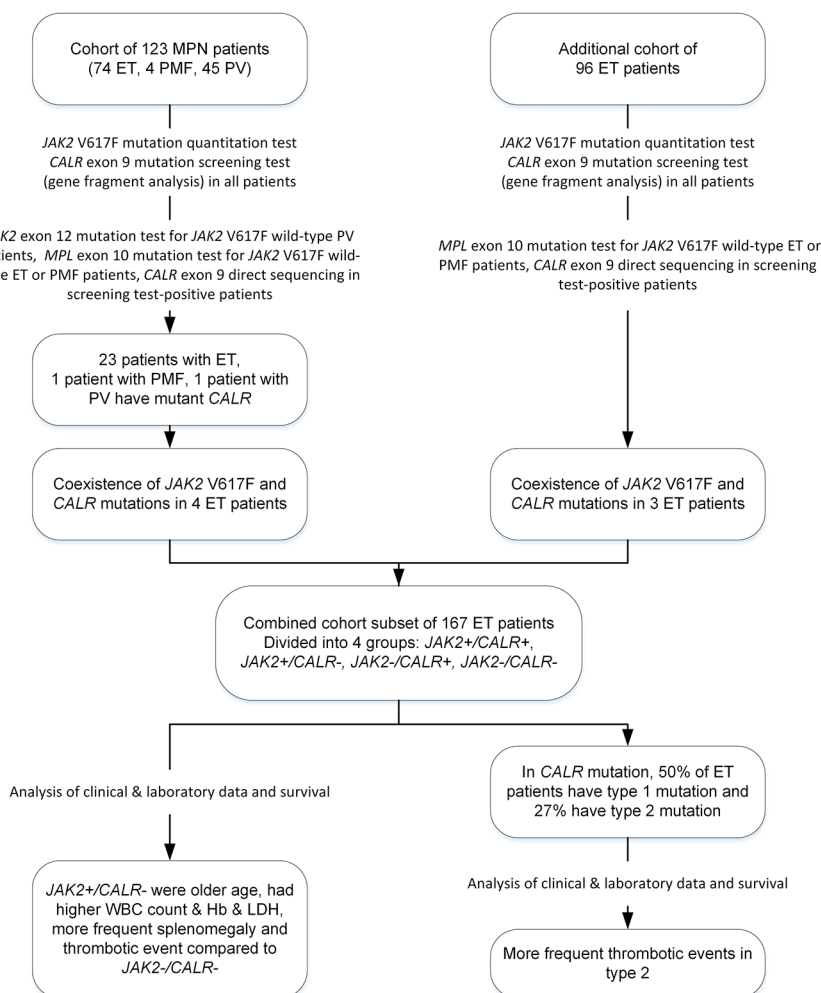 Cohort of 123 MPN patients
(74 ET, 4 PMF, 45 PV)
Additional cohort of
96 ET patients
JAK2 V617F mutation quantitation test
CALR exon 9 mutation screening test
(gene fragment analysis) in all patients
JAK2 V617F mutation quantitation test
CALR exon 9 mutation screening test
(gene fragment analysis) in all patients
K2 exon 12 mutation test for JAK2 V617F wild-type PV
ients, MPL exon 10 mutation test for JAK2 V617F wild-
e ET or PMF patients, CALR exon 9 direct sequencing in
screening test-positive patients
MPL exon 10 mutation test for JAK2 V617F wild-type ET or
PMF patients, CALR exon 9 direct sequencing in screening
test-positive patients
23 patients with ET,
1 patient with PMF, 1 patient with
PV have mutant CALR
Coexistence of JAK2 V617F and
CALR mutations in 4 ET patients
Coexistence of JAK2 V617F and
CALR mutations in 3 ET patients
Combined cohort subset of 167 ET patients
Divided into 4 groups: JAK2+/CALR+,
JAK2+/CALR-, JAK2-/CALR+, JAK2-/CALR-
Analysis of clinical & laboratory data and survival
In CALR mutation, 50% of ET
patients have type 1 mutation and
27% have type 2 mutation
JAK2+/CALR- were older age, had
higher WBC count & Hb & LDH,
more frequent splenomegaly and
thrombotic event compared to
JAK2-/CALR-
Analysis of clinical & laboratory data and survival
More frequent thrombotic events in
type 2